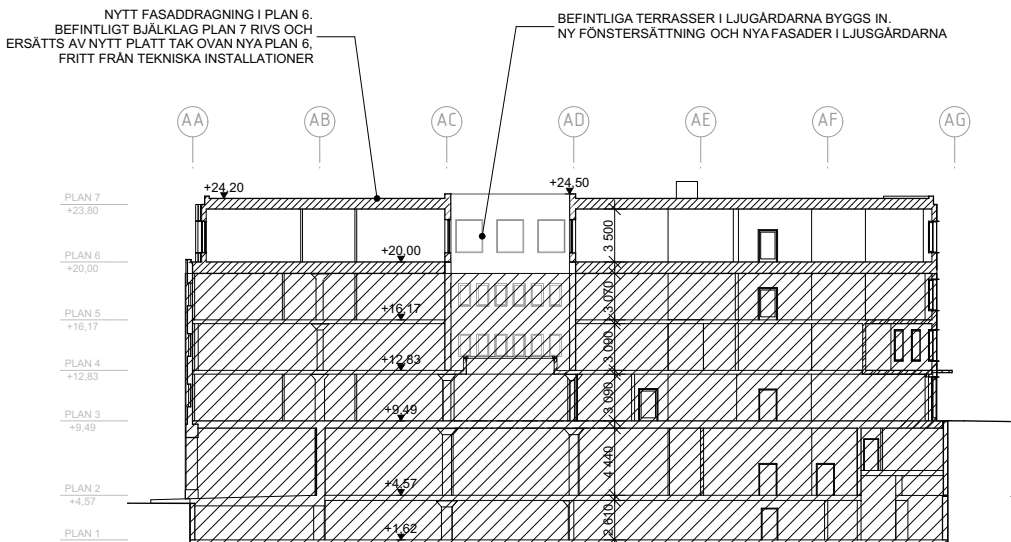 NYTT FASADDRAGNING I PLAN 6.
BEFINTLIGT BJÄLKLAG PLAN 7 RIVS OCH
ERSÄTTS AV NYTT PLATT TAK OVAN NYA PLAN 6,
FRITT FRÅN TEKNISKA INSTALLATIONER
BEFINTLIGA TERRASSER I LJUGÅRDARNA BYGGS IN.
NY FÖNSTERSÄTTNING OCH NYA FASADER I LJUSGÅRDARNA
AA
AB
AC
AD
AE
AF
AG
+24,20
+24,50
PLAN 7
+23,80
3 500
PLAN 6
+20,00
+20,00
3 070
PLAN 5
+16,17
+16,17
3 090
PLAN 4
+12,83
+12,83
3 090
PLAN 3
+9,49
+9,49
4 440
PLAN 2
+4,57
+4,57
2 610
PLAN 1
+1,62